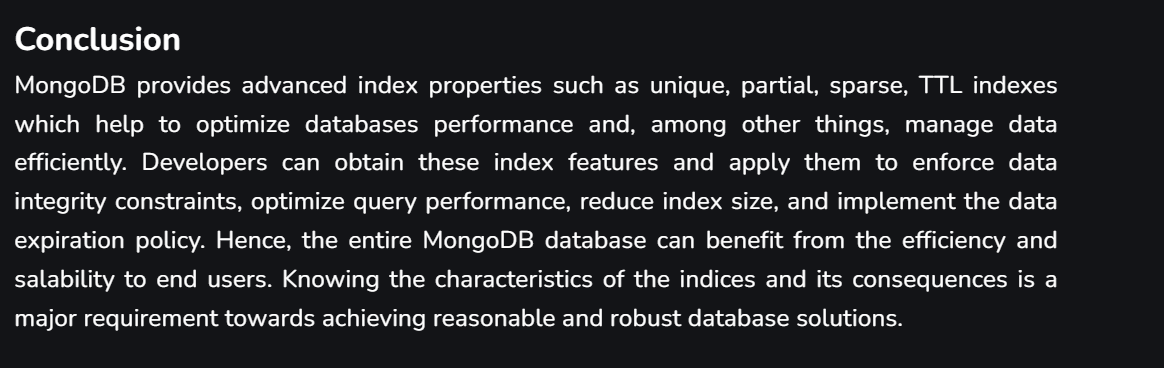 Conclusion
MongoDB provides advanced index properties such as unique, partial, sparse, TTL indexes
which help to optimize databases performance and, among other things, manage data
efficiently. Developers can obtain these index features and apply them to enforce data
integrity constraints, optimize query performance, reduce index size, and implement the data
expiration policy. Hence, the entire MongoDB database can benefit from the efficiency and
salability to end users. Knowing the characteristics of the indices and its consequences is a
major requirement towards achieving reasonable and robust database solutions.